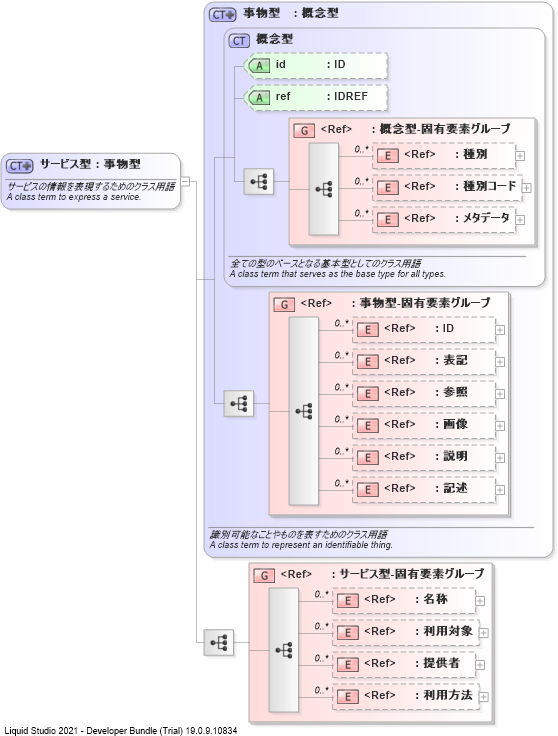 CT+ 事物型 : 概念型
CT 概念型
A id : ID
A ref : IDREF
G <Ref> : 概念型-固有要素グループ
0..* E <Ref> : 種別
0..* E <Ref> : 種別コード
0..* E <Ref> : メタデータ
CT+ サービス型 : 事物型
サービスの情報を表現するためのクラス用語
A class term to express a service.
全ての型のベースとなる基本型としてのクラス用語
A class term that serves as the base type for all types.
G <Ref> : 事物型-固有要素グループ
0..* E <Ref> : ID
0..* E <Ref> : 表記
0..* E <Ref> : 参照
0..* E <Ref> : 画像
0..* E <Ref> : 説明
0..* E <Ref> : 記述
識別可能なことやものを表すためのクラス用語
A class term to represent an identifiable thing.
G <Ref> : サービス型-固有要素グループ
0..* E <Ref> : 名称
0..* E <Ref> : 利用対象
0..* E <Ref> : 提供者
0..* E <Ref> : 利用方法
Liquid Studio 2021 - Developer Bundle (Trial) 19.0.9.10834